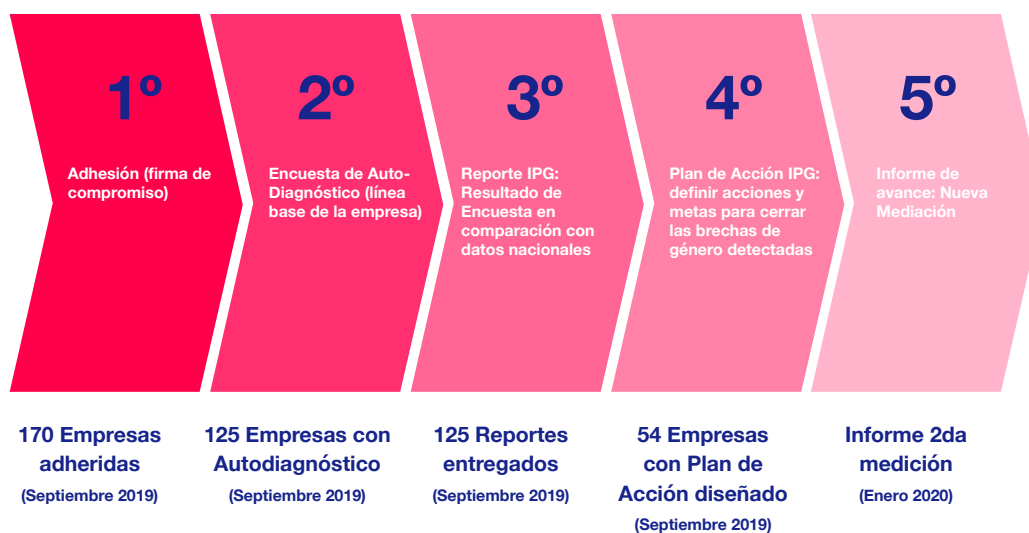 1º
Adhesión (firma de
compromiso)
2º
Encuesta de Auto-
Diagnóstico (línea
base de la empresa)
3º
Reporte IPG:
Resultado de
Encuesta en
comparación con
datos nacionales
4º
Plan de Acción IPG:
definir acciones y
metas para cerrar
las brechas de
género detectadas
5º
Informe de
avance: Nueva
Mediación
170 Empresas
adheridas
(Septiembre 2019)
125 Empresas con
Autodiagnóstico
(Septiembre 2019)
125 Reportes
entregados
(Septiembre 2019)
54 Empresas
con Plan de
Acción diseñado
(Septiembre 2019)
Informe 2da
medición
(Enero 2020)